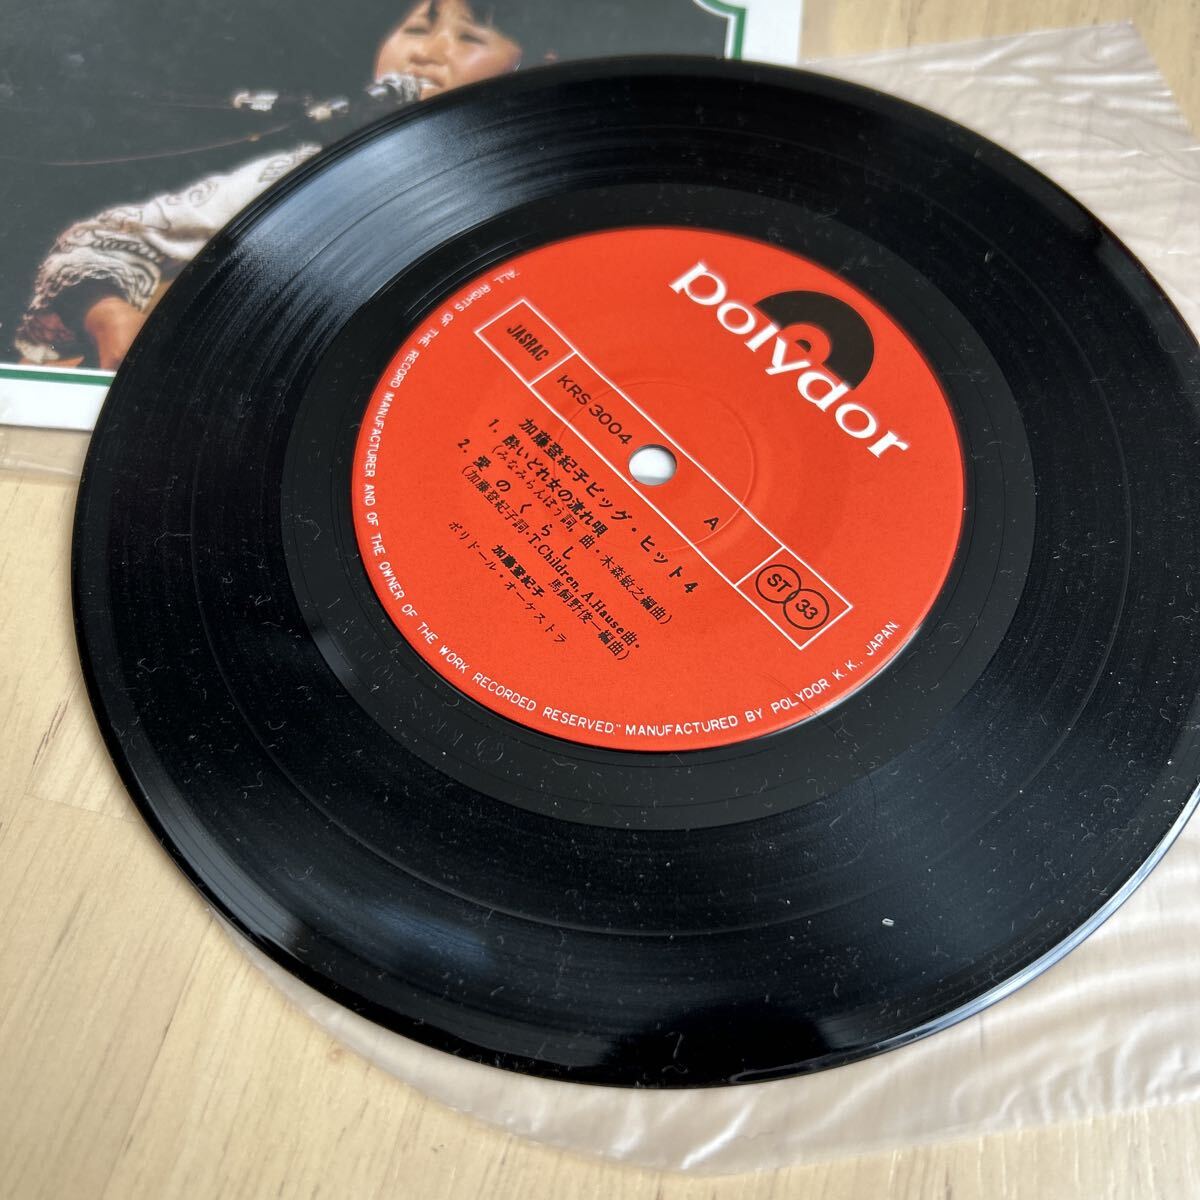 polydor
JASRAC
KRS 3004
A
ST 33
加藤登紀子ビッグ・ヒット4
1. 酔いどれ女の流れ唄
(みなみらんぼう詞,曲・木森敏之編曲)
2. 愛のくらし
(加藤登紀子詞・T.Children, A.Hause曲・馬飼野俊一編曲)
加藤登紀子
ポリドール・オーケストラ
"ALL RIGHTS OF THE RECORD MANUFACTURER AND OF THE OWNER OF THE WORK RECORDED RESERVED." MANUFACTURED BY POLYDOR K.K., JAPAN.